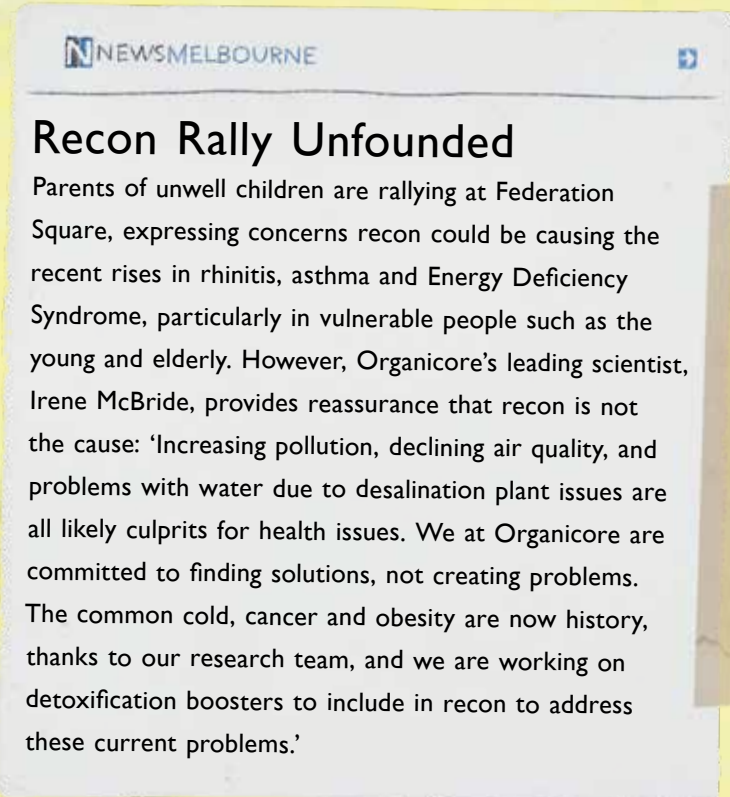 NEWSMELBOURNE
Recon Rally Unfounded
Parents of unwell children are rallying at Federation
Square, expressing concerns recon could be causing the
recent rises in rhinitis, asthma and Energy Deficiency
Syndrome, particularly in vulnerable people such as the
young and elderly. However, Organicore’s leading scientist,
Irene McBride, provides reassurance that recon is not
the cause: ‘Increasing pollution, declining air quality, and
problems with water due to desalination plant issues are
all likely culprits for health issues. We at Organicore are
committed to finding solutions, not creating problems.
The common cold, cancer and obesity are now history,
thanks to our research team, and we are working on
detoxification boosters to include in recon to address
these current problems.’